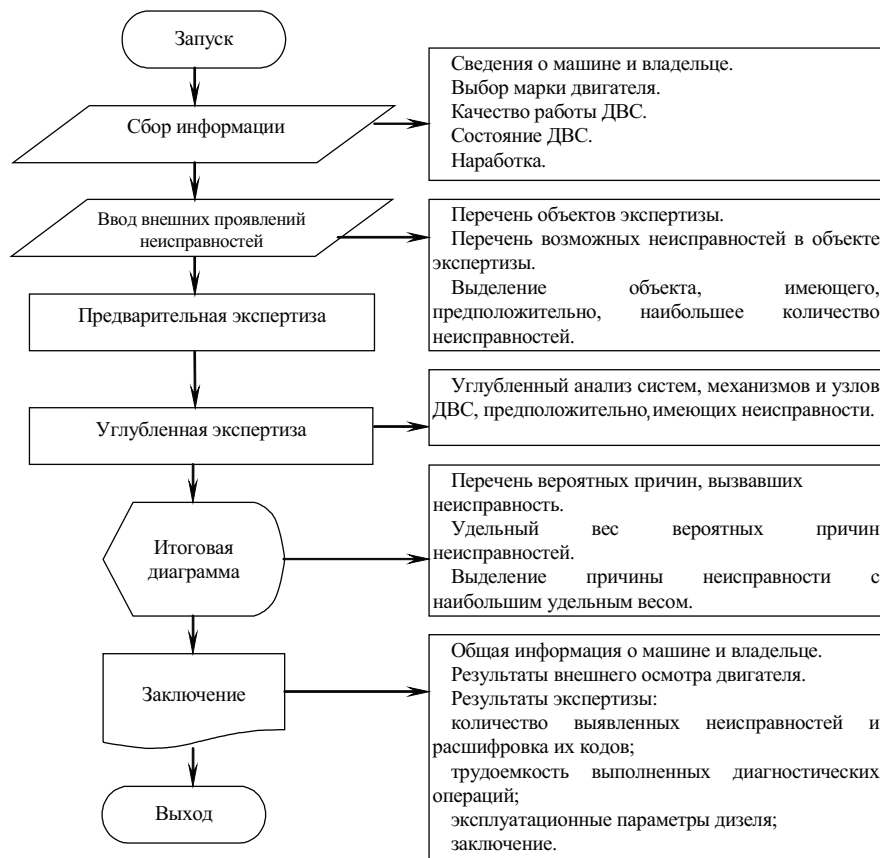 Запуск
Сведения о машине и владельце.
Выбор марки двигателя.
Качество работы ДВС.
Состояние ДВС.
Наработка.
Сбор информации
Ввод внешних проявлений
неисправностей
Перечень объектов экспертизы.
Перечень возможных неисправностей в объекте
экспертизы.
Выделение объекта, имеющего,
предположительно, наибольшее количество
неисправностей.
Предварительная экспертиза
Углубленный анализ систем, механизмов и узлов
ДВС, предположительно, имеющих неисправности.
Углубленная экспертиза
Перечень вероятных причин, вызвавших
неисправность.
Удельный вес вероятных причин
неисправностей.
Выделение причины неисправности с
наибольшим удельным весом.
Итоговая
диаграмма
Общая информация о машине и владельце.
Результаты внешнего осмотра двигателя.
Результаты экспертизы:
количество выявленных неисправностей и
расшифровка их кодов;
трудоемкость выполненных диагностических
операций;
эксплуатационные параметры дизеля;
заключение.
Заключение
Выход